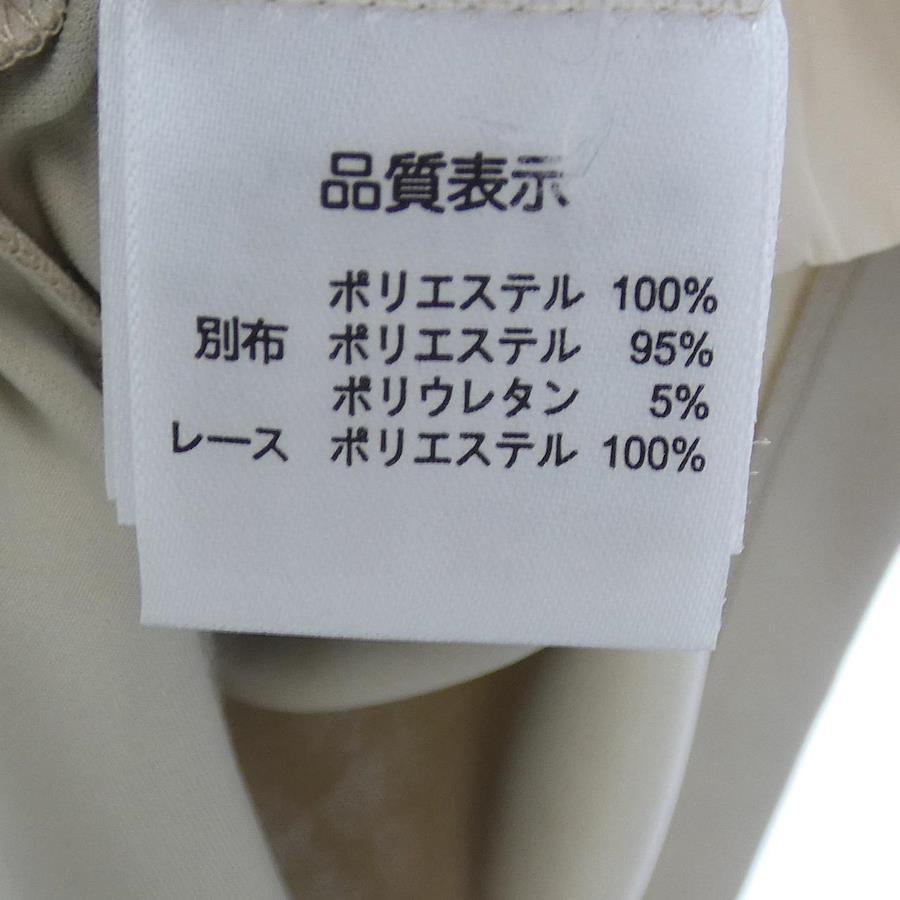 品質表示
ポリエステル 100%
別布 ポリエステル 95%
ポリウレタン 5%
レース ポリエステル 100%